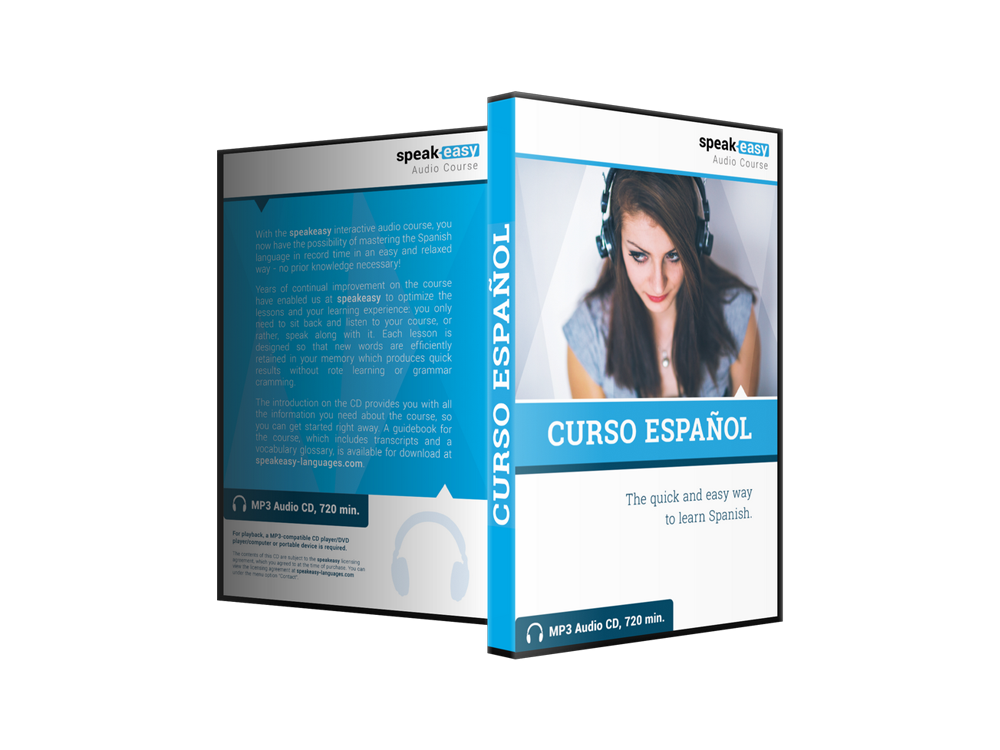 speak-easy
Audio Course
With the speakeasy interactive audio course, you
now have the possibility of mastering the Spanish
language in record time in an easy and relaxed
way - no prior knowledge necessary!
Years of continual improvement on the course
have enabled us at speakeasy to optimize the
lessons and your learning experience: you only
need to sit back and listen to your course, or
rather, speak along with it. Each lesson is
designed so that new words are efficiently
retained in your memory which produces quick
results without rote learning or grammar
cramming.
The introduction on the CD provides you with all
the information you need about the course, so
you can get started right away. A guidebook for
the course, which includes transcripts and a
vocabulary glossary, is available for download at
speakeasy-languages.com.
MP3 Audio CD, 720 min.
For playback, a MP3-compatible CD player/DVD
player/computer or portable device is required.
The contents of this CD are subject to the speakeasy licensing
agreement, which you agreed to at the time of purchase. You can
view the licensing agreement at speakeasy-languages.com
under the menu option "Contact".
CURSO ESPAÑOL
speak-easy
Audio Course
CURSO ESPAÑOL
The quick and easy way
to learn Spanish.
MP3 Audio CD, 720 min.